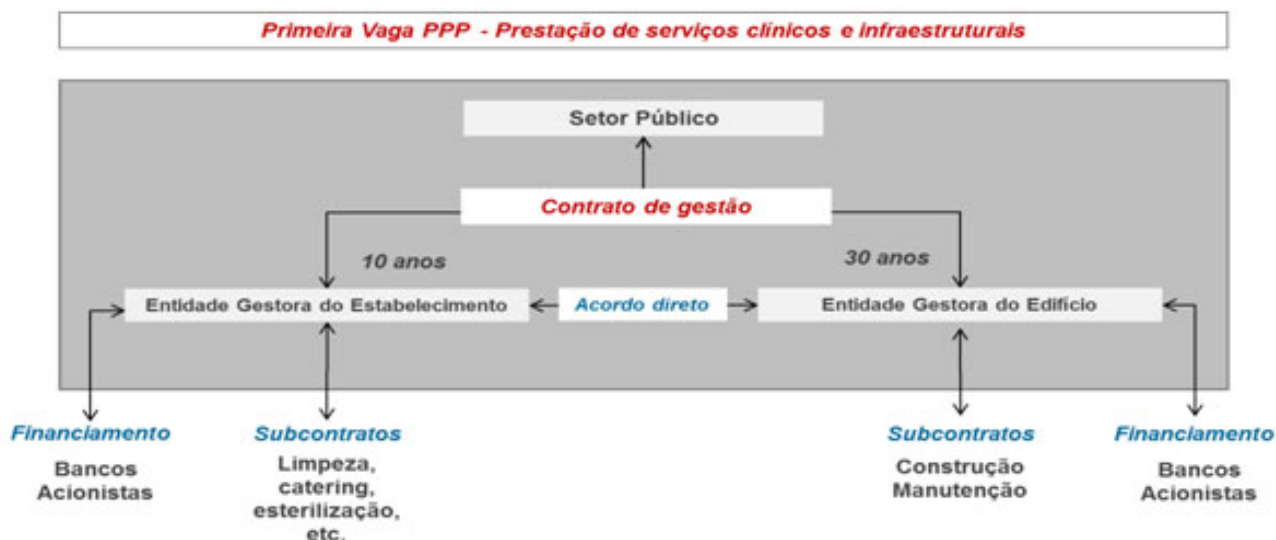 Primeira Vaga PPP - Prestação de serviços clínicos e infraestruturais
Setor Público
Contrato de gestão
10 anos
30 anos
Entidade Gestora do Estabelecimento
Acordo direto
Entidade Gestora do Edifício
Financiamento
Bancos
Acionistas
Subcontratos
Limpeza,
catering,
esterilização,
etc.
Subcontratos
Construção
Manutenção
Financiamento
Bancos
Acionistas